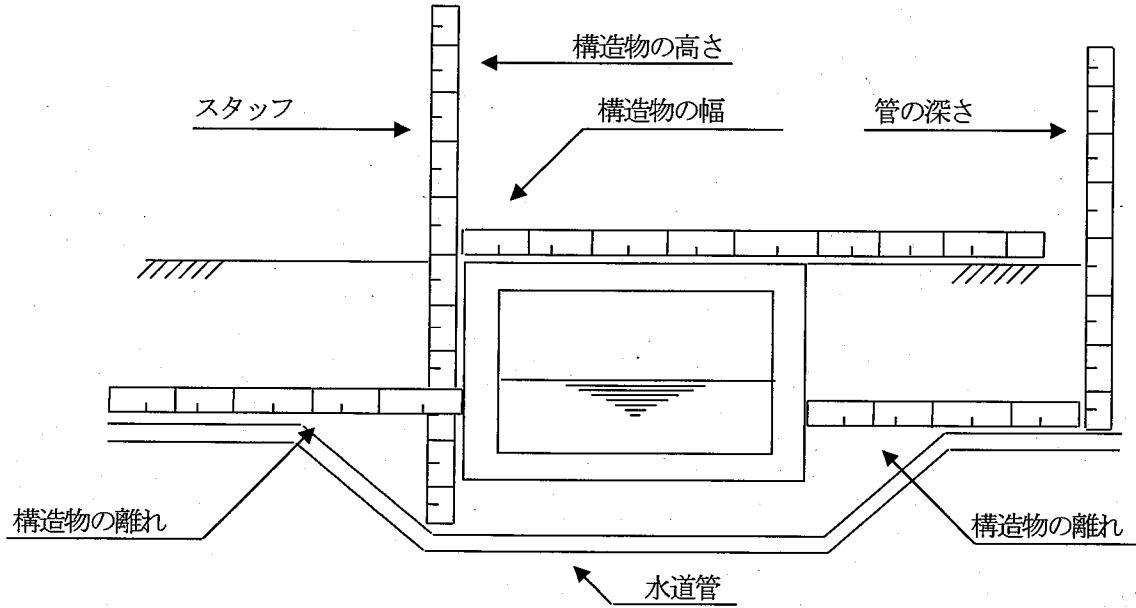 構造物の高さ
スタッフ
構造物の幅
管の深さ
構造物の離れ
構造物の離れ
水道管